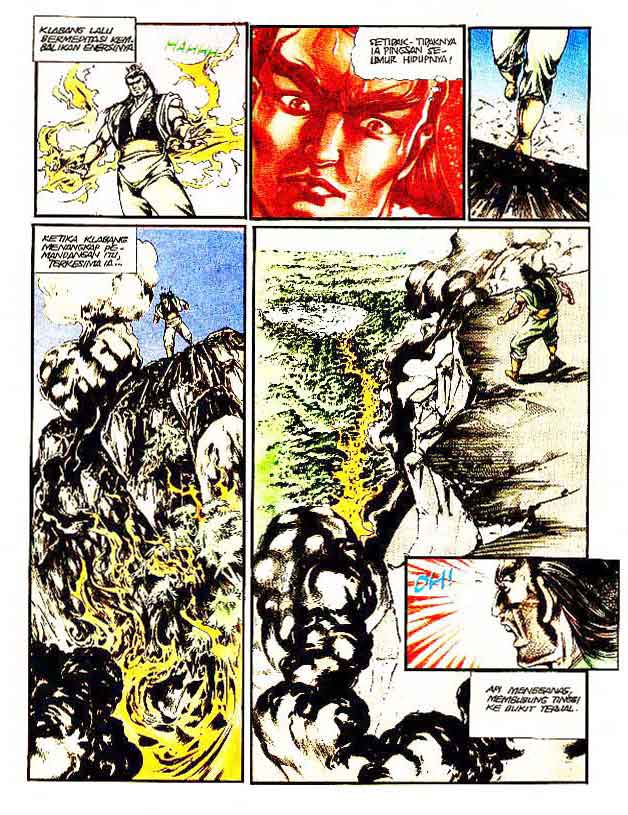 KLABANG LALU
BERMEDITASI KEM-
BALIKAN ENERSINYA
HAHHH
SETIDAK-TIDAKNYA
IA PINGSAN SE-
UMUR HIDUPNYA!
KETIKA KLABANG
MENANGKAP PE-
MANDANGAN ITU,
TERKESIMA IA...
OH!
API MENGGANAS,
MEMBUBUNG TINGGI
KE BUKIT TERJAL.